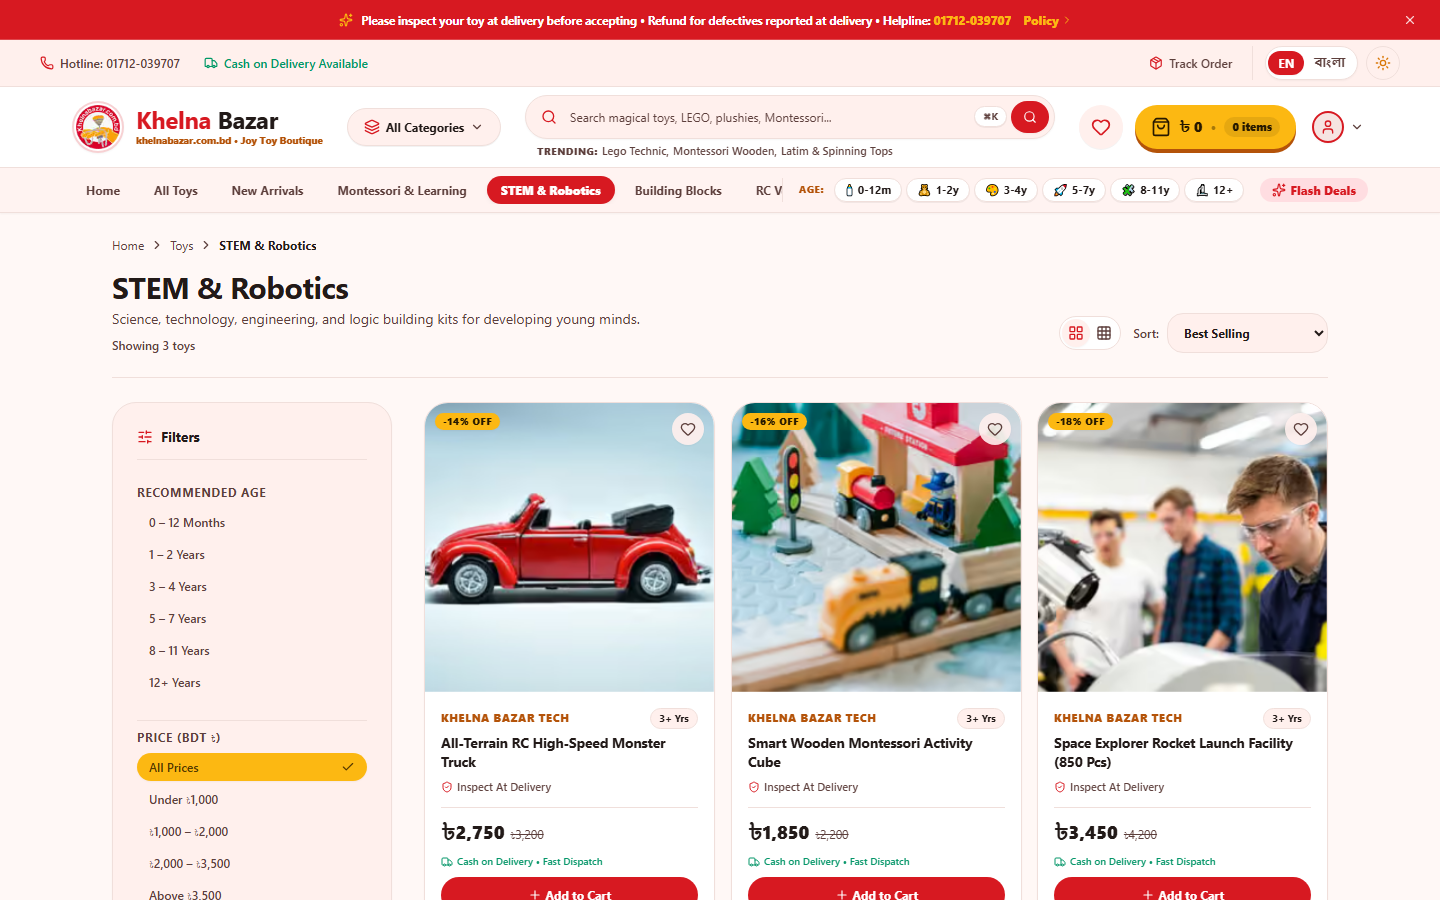 Please inspect your toy at delivery before accepting • Refund for defectives reported at delivery • Helpline: 01712-039707 Policy
Hotline: 01712-039707 Cash on Delivery Available Track Order EN বাংলা
Khelna Bazar
khelnabazar.com.bd • Joy Toy Boutique
All Categories
Search magical toys, LEGO, plushies, Montessori...
⌘K
৳ 0 • 0 items
TRENDING: Lego Technic, Montessori Wooden, Latim & Spinning Tops
Home All Toys New Arrivals Montessori & Learning STEM & Robotics Building Blocks RC V AGE: 0-12m 1-2y 3-4y 5-7y 8-11y 12+ Flash Deals
Home > Toys > STEM & Robotics
STEM & Robotics
Science, technology, engineering, and logic building kits for developing young minds.
Showing 3 toys
Sort: Best Selling
Filters
RECOMMENDED AGE
0 – 12 Months
1 – 2 Years
3 – 4 Years
5 – 7 Years
8 – 11 Years
12+ Years
PRICE (BDT ৳)
All Prices
Under ৳1,000
৳1,000 – ৳2,000
৳2,000 – ৳3,500
Above ৳3,500
-14% OFF
KHELNA BAZAR TECH 3+ Yrs
All-Terrain RC High-Speed Monster
Truck
Inspect At Delivery
৳2,750 ৳3,200
Cash on Delivery • Fast Dispatch
+ Add to Cart
-16% OFF
KHELNA BAZAR TECH 3+ Yrs
Smart Wooden Montessori Activity
Cube
Inspect At Delivery
৳1,850 ৳2,200
Cash on Delivery • Fast Dispatch
+ Add to Cart
-18% OFF
KHELNA BAZAR TECH 3+ Yrs
Space Explorer Rocket Launch Facility
(850 Pcs)
Inspect At Delivery
৳3,450 ৳4,200
Cash on Delivery • Fast Dispatch
+ Add to Cart